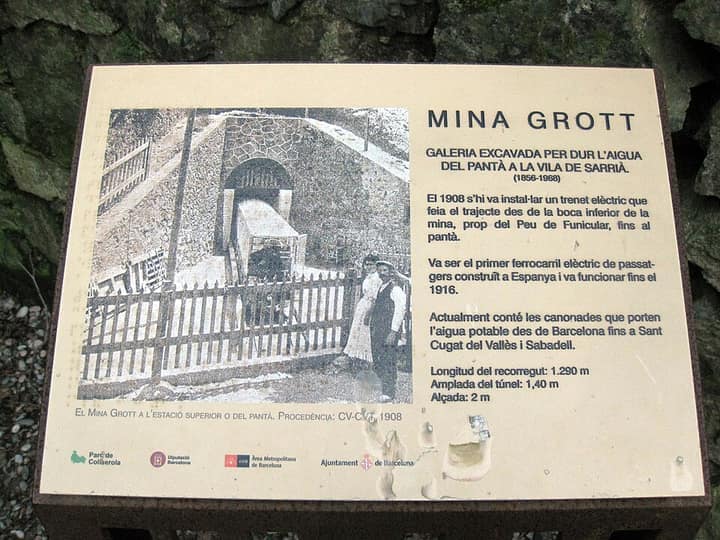 MINA GROTT
GALERIA EXCAVADA PER DUR L'AIGUA
DEL PANTÀ A LA VILA DE SARRIÀ.
(1856-1968)
El 1908 s'hi va instal·lar un trenet elèctric que
feia el trajecte des de la boca inferior de la
mina, prop del Peu de Funicular, fins al
pantà.
Va ser el primer ferrocarril elèctric de passat-
gers construït a Espanya i va funcionar fins el
1916.
Actualment conté les canonades que porten
l'aigua potable des de Barcelona fins a Sant
Cugat del Vallès i Sabadell.
Longitud del recorregut: 1.290 m
Amplada del túnel: 1,40 m
Alçada: 2 m
EL MINA GROTT A L'ESTACIÓ SUPERIOR O DEL PANTÀ. PROCEDÈNCIA: 1908
Parc de
Collserola
Diputació
Barcelona
Àrea Metropolitana
de Barcelona
Ajuntament de Barcelona